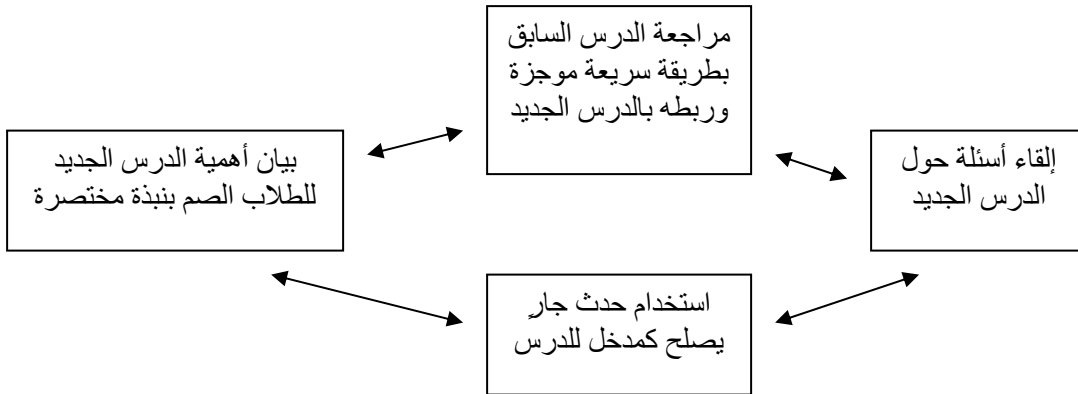 مراجعة الدرس السابق
بطريقة سريعة موجزة
وربطه بالدرس الجديد
إلقاء أسئلة حول
الدرس الجديد
بيان أهمية الدرس الجديد
للطلاب الصم بنبذة مختصرة
استخدام حدث جارٍ
يصلح كمدخل للدرس